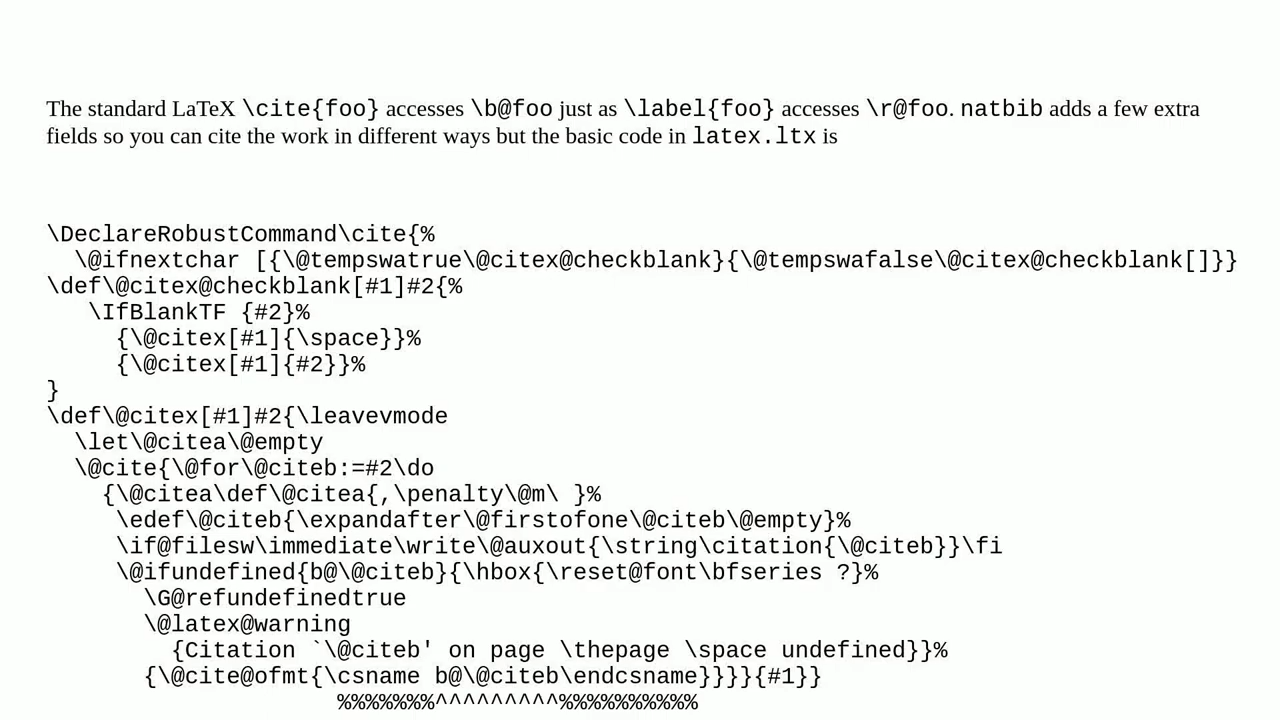 The standard LaTeX \cite{foo} accesses \b@foo just as \label{foo} accesses \r@foo. natbib adds a few extra
fields so you can cite the work in different ways but the basic code in latex.ltx is
\DeclareRobustCommand\cite{%
  \@ifnextchar [{\@tempswatrue\@citex@checkblank}{\@tempswafalse\@citex@checkblank[]}}
\def\@citex@checkblank[#1]#2{%
   \IfBlankTF {#2}%
     {\@citex[#1]{\space}}%
     {\@citex[#1]{#2}}%
}
\def\@citex[#1]#2{\leavevmode
  \let\@citea\@empty
  \@cite{\@for\@citeb:=#2\do
    {\@citea\def\@citea{,\penalty\@m\ }%
     \edef\@citeb{\expandafter\@firstofone\@citeb\@empty}%
     \if@filesw\immediate\write\@auxout{\string\citation{\@citeb}}\fi
     \@ifundefined{b@\@citeb}{\hbox{\reset@font\bfseries ?}%
       \G@refundefinedtrue
       \@latex@warning
         {Citation `\@citeb' on page \thepage \space undefined}}%
       {\@cite@ofmt{\csname b@\@citeb\endcsname}}}}{#1}}
                     %%%%%%%^^^^^^^^^%%%%%%%%%%